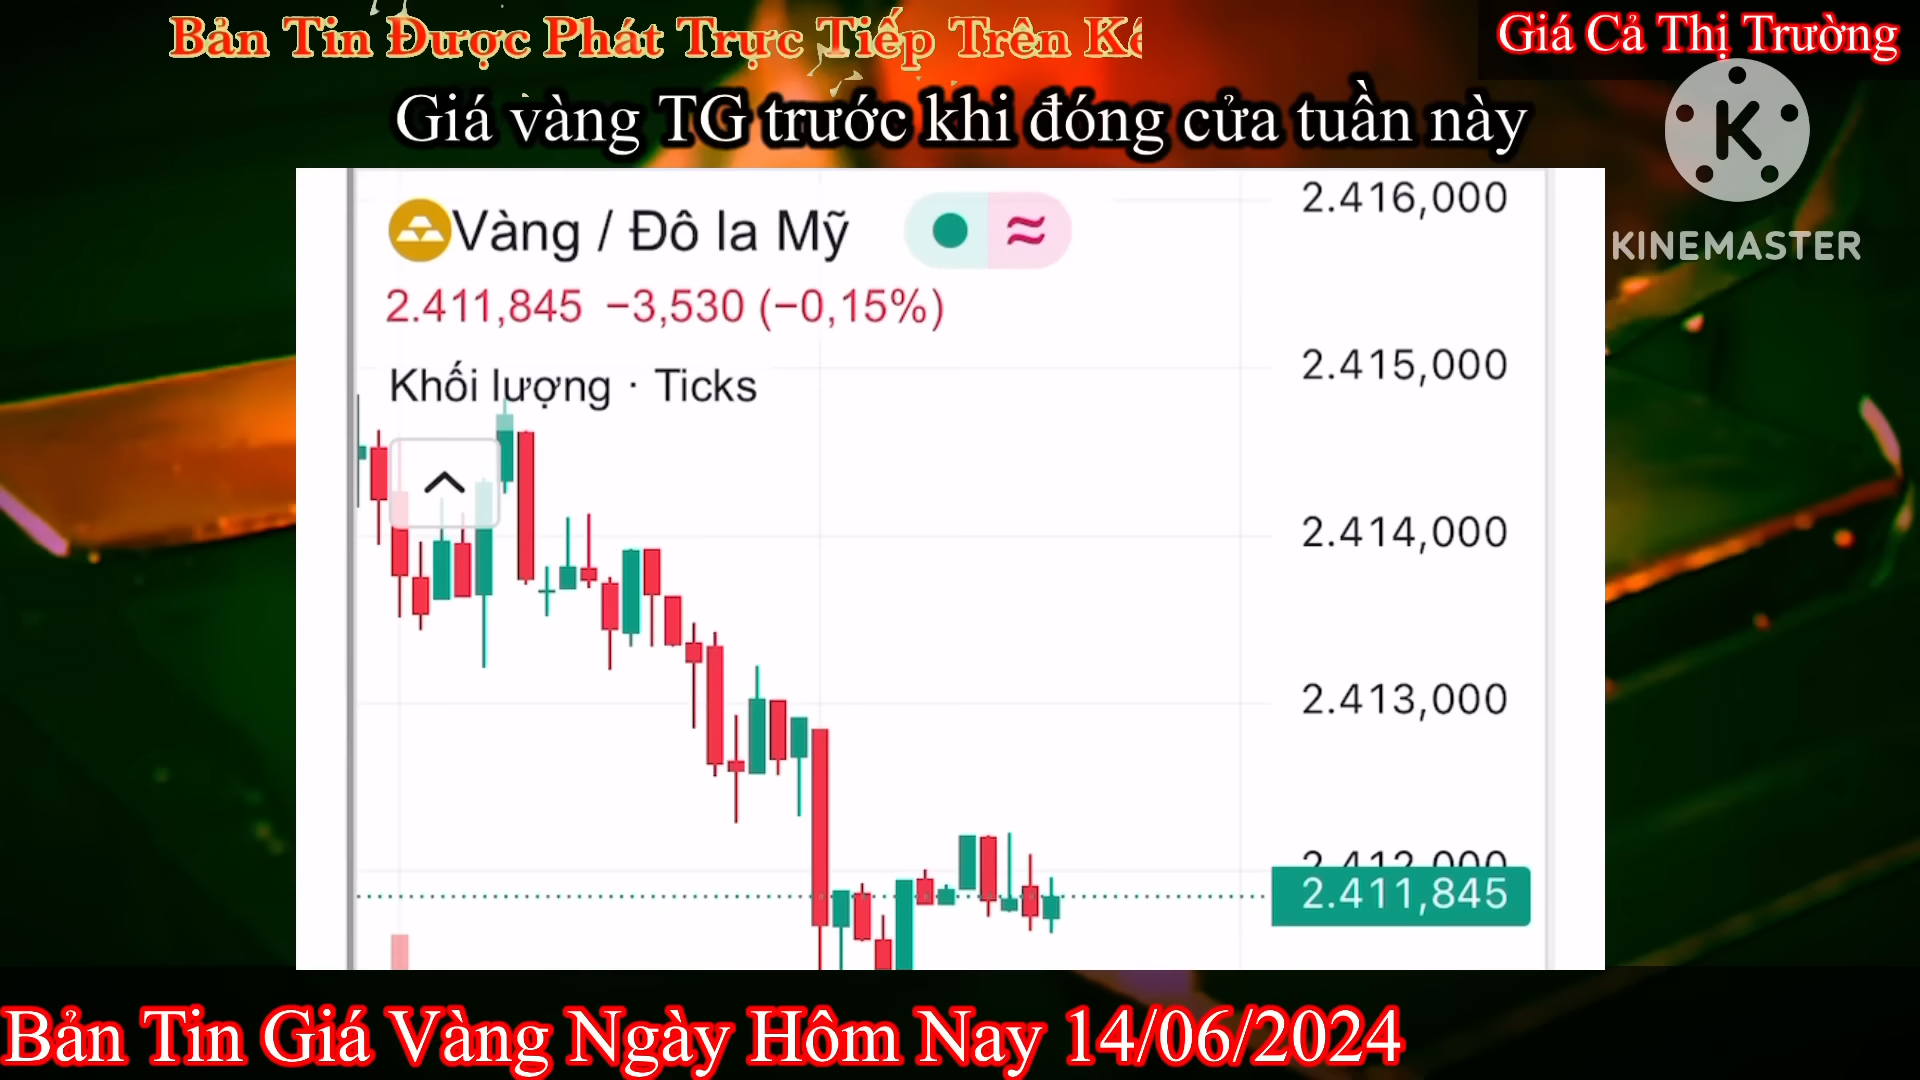 Bản Tin Được Phát Trực Tiếp Trên
Giá Cả Thị Trường
Giá vàng TG trước khi đóng cửa tuần này
K
KINEMASTER
Vàng / Đô la Mỹ
2.411,845 −3,530 (−0,15%)
Khối lượng · Ticks
2.416,000
2.415,000
2.414,000
2.413,000
2.412,000
2.411,845
Bản Tin Giá Vàng Ngày Hôm Nay 14/06/2024